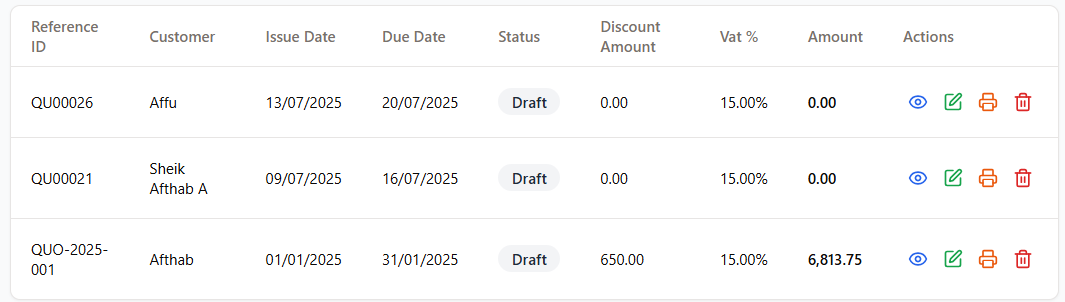 Reference ID Customer Issue Date Due Date Status Discount Amount Vat % Amount Actions
QU00026 Affu 13/07/2025 20/07/2025 Draft 0.00 15.00% 0.00
QU00021 Sheik Afthab A 09/07/2025 16/07/2025 Draft 0.00 15.00% 0.00
QUO-2025-001 Afthab 01/01/2025 31/01/2025 Draft 650.00 15.00% 6,813.75